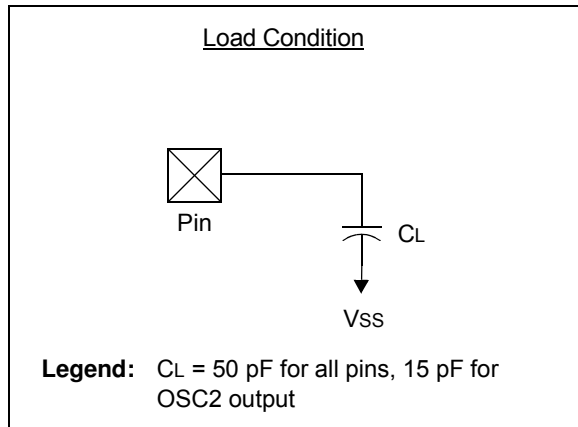 Load Condition
Pin
CL
VSS
Legend: CL = 50 pF for all pins, 15 pF for
OSC2 output